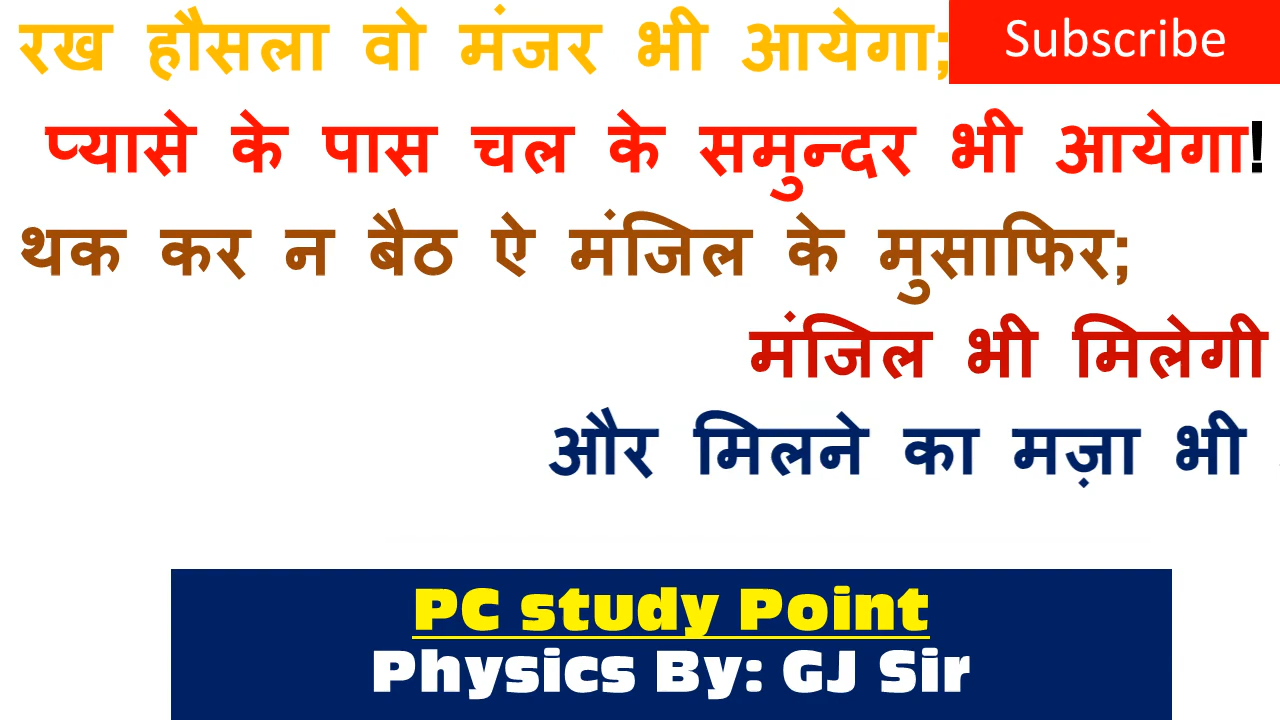 रख हौसला वो मंजर भी आयेगा;
Subscribe
प्यासे के पास चल के समुन्दर भी आयेगा!
थक कर न बैठ ऐ मंजिल के मुसाफिर;
मंजिल भी मिलेगी
और मिलने का मज़ा भी
PC study Point
Physics By: GJ Sir